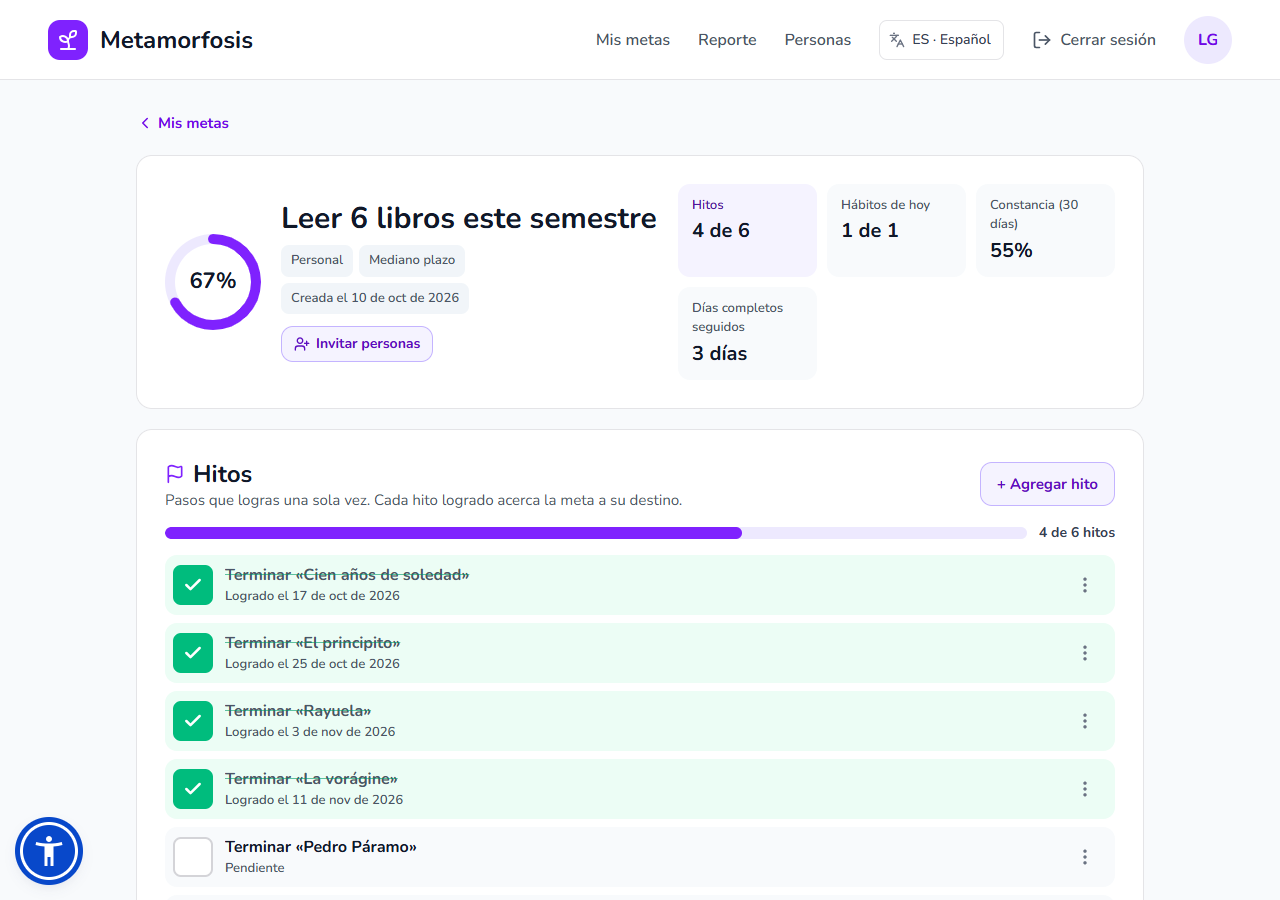 Metamorfosis
Mis metas
Reporte
Personas
ES · Español
Cerrar sesión
LG
Mis metas
67%
Leer 6 libros este semestre
Personal
Mediano plazo
Creada el 10 de oct de 2026
Invitar personas
Hitos
4 de 6
Hábitos de hoy
1 de 1
Constancia (30
días)
55%
Días completos
seguidos
3 días
Hitos
Pasos que logras una sola vez. Cada hito logrado acerca la meta a su destino.
+ Agregar hito
4 de 6 hitos
Terminar «Cien años de soledad»
Logrado el 17 de oct de 2026
Terminar «El principito»
Logrado el 25 de oct de 2026
Terminar «Rayuela»
Logrado el 3 de nov de 2026
Terminar «La vorágine»
Logrado el 11 de nov de 2026
Terminar «Pedro Páramo»
Pendiente